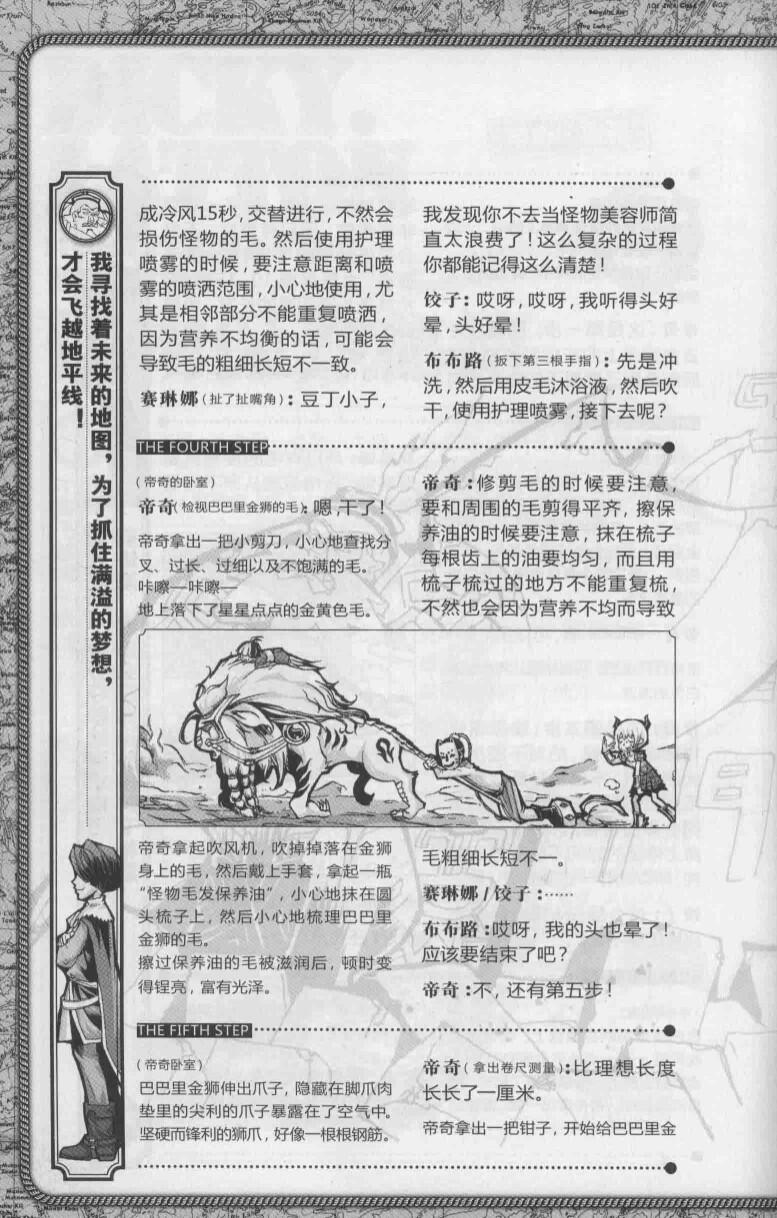 我寻找着未来的地图，为了抓住满溢的梦想，
才会飞越地平线！
成冷风15秒，交替进行，不然会
损伤怪物的毛。然后使用护理
喷雾的时候，要注意距离和喷
雾的喷洒范围，小心地使用，尤
其是相邻部分不能重复喷洒，
因为营养不均衡的话，可能会
导致毛的粗细长短不一致。
赛琳娜（扯了扯嘴角）：豆丁小子，
我发现你不去当怪物美容师简
直太浪费了！这么复杂的过程
你都能记得这么清楚！
饺子：哎呀，哎呀，我听得头好
晕，头好晕！
布布路（扳下第三根手指）：先是冲
洗，然后用皮毛沐浴液，然后吹
干，使用护理喷雾，接下去呢？
THE FOURTH STEP
（帝奇的卧室）
帝奇（检视巴巴里金狮的毛）：嗯，干了！
帝奇拿出一把小剪刀，小心地查找分
叉、过长、过细以及不饱满的毛。
咔嚓—咔嚓—
地上落下了星星点点的金黄色毛。
帝奇：修剪毛的时候要注意，
要和周围的毛剪得平齐，擦保
养油的时候要注意，抹在梳子
每根齿上的油要均匀，而且用
梳子梳过的地方不能重复梳，
不然也会因为营养不均而导致
帝奇拿起吹风机，吹掉掉落在金狮
身上的毛，然后戴上手套，拿起一瓶
“怪物毛发保养油”，小心地抹在圆
头梳子上，然后小心地梳理巴巴里
金狮的毛。
擦过保养油的毛被滋润后，顿时变
得锃亮，富有光泽。
毛粗细长短不一。
赛琳娜/饺子：……
布布路：哎呀，我的头也晕了！
应该要结束了吧？
帝奇：不，还有第五步！
THE FIFTH STEP
（帝奇卧室）
巴巴里金狮伸出爪子，隐藏在脚爪肉
垫里的尖利的爪子暴露在了空气中。
坚硬而锋利的狮爪，好像一根根钢筋。
帝奇（拿出卷尺测量）：比理想长度
长长了一厘米。
帝奇拿出一把钳子，开始给巴巴里金